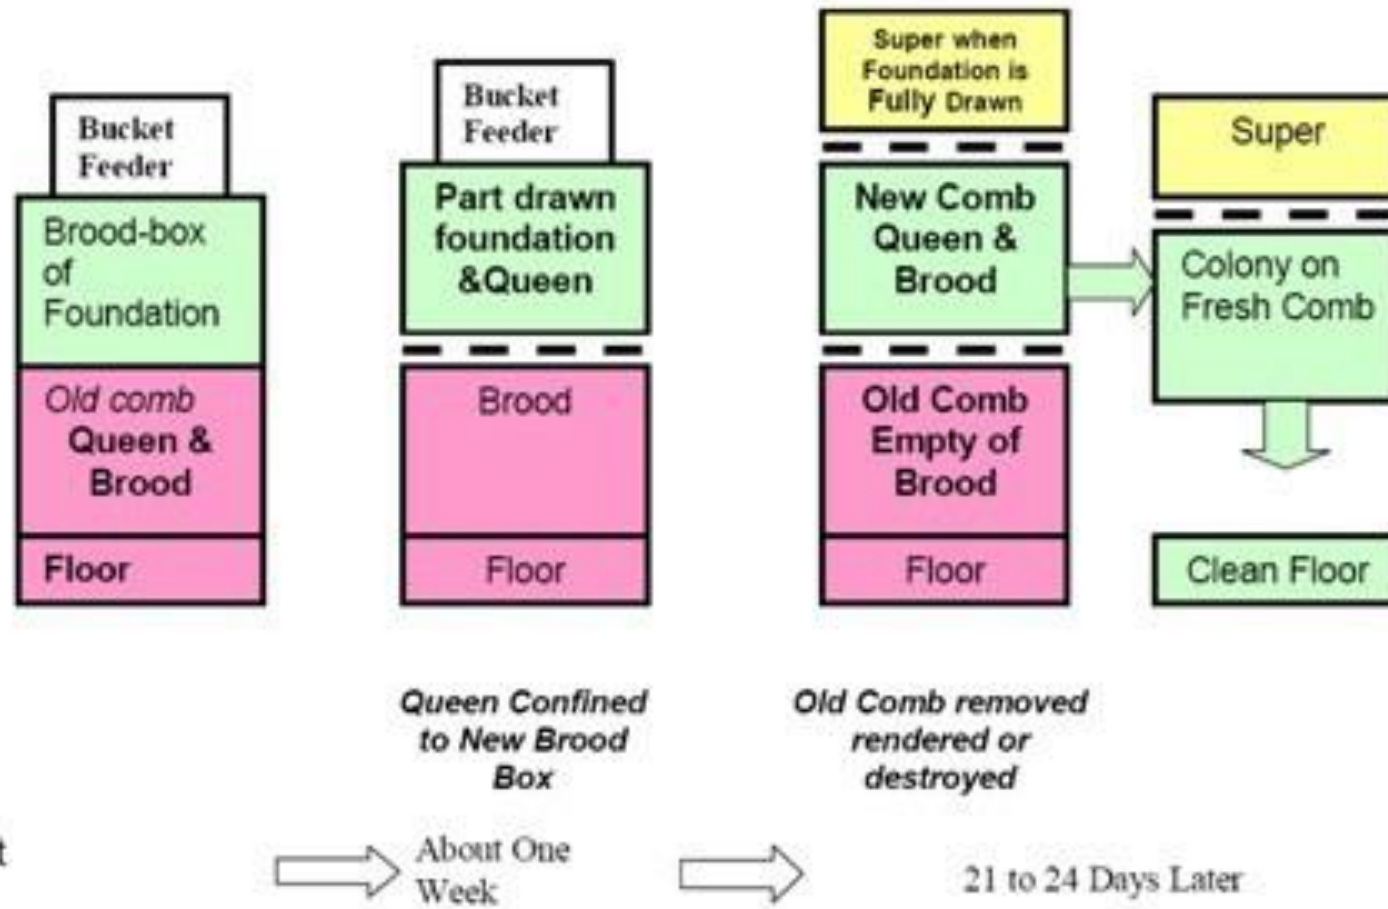 Bucket
Feeder
Brood-box
of
Foundation
Old comb
Queen &
Brood
Floor
Bucket
Feeder
Part drawn
foundation
&Queen
Brood
Floor
Queen Confined
to New Brood
Box
Super when
Foundation is
Fully Drawn
New Comb
Queen &
Brood
Old Comb
Empty of
Brood
Floor
Old Comb removed
rendered or
destroyed
Super
Colony on
Fresh Comb
Clean Floor
t
About One
Week
21 to 24 Days Later